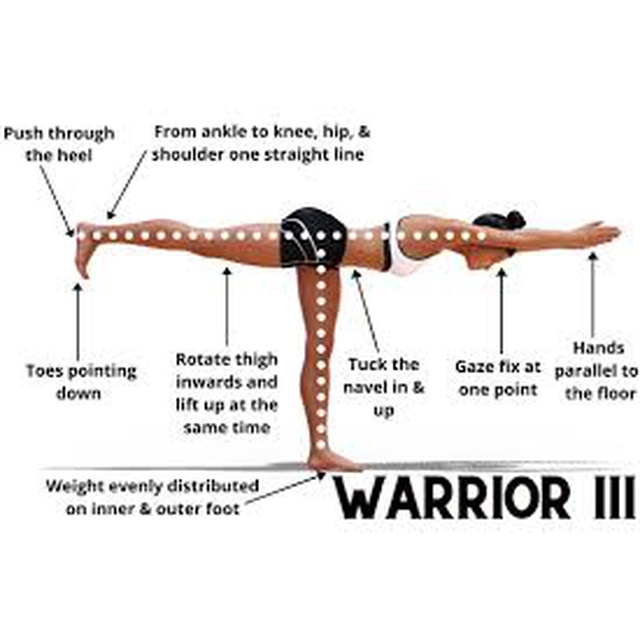 Push through
the heel
From ankle to knee, hip, &
shoulder one straight line
Toes pointing
down
Rotate thigh
inwards and
lift up at the
same time
Tuck the
navel in &
up
Gaze fix at
one point
Hands
parallel to
the floor
Weight evenly distributed
on inner & outer foot
WARRIOR III